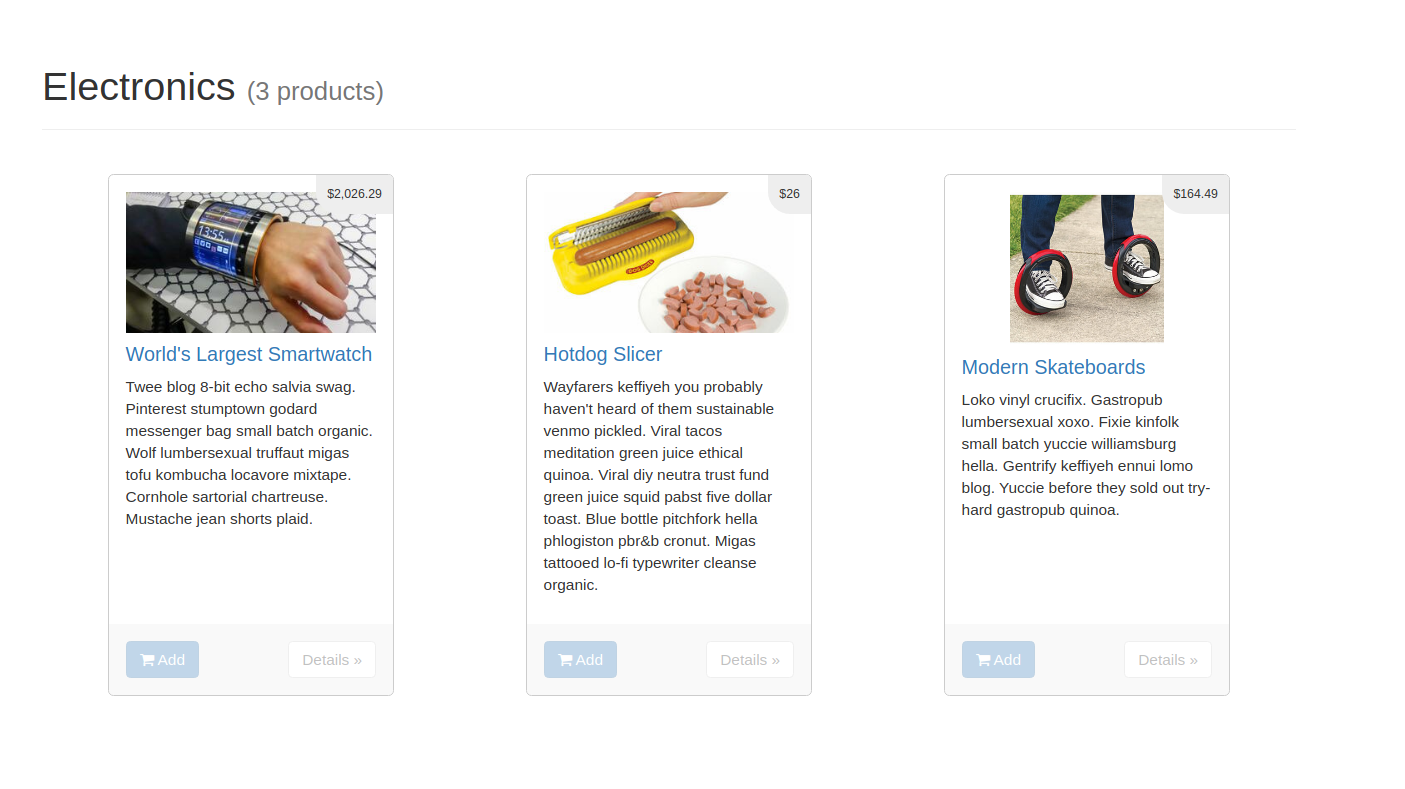 Electronics (3 products)
$2,026.29
13:55
World's Largest Smartwatch
Twee blog 8-bit echo salvia swag.
Pinterest stumptown godard
messenger bag small batch organic.
Wolf lumbersexual truffaut migas
tofu kombucha locavore mixtape.
Cornhole sartorial chartreuse.
Mustache jean shorts plaid.
Add
Details »
$26
Hotdog Slicer
Wayfarers keffiyeh you probably
haven't heard of them sustainable
venmo pickled. Viral tacos
meditation green juice ethical
quinoa. Viral diy neutra trust fund
green juice squid pabst five dollar
toast. Blue bottle pitchfork hella
phlogiston pbr&b cronut. Migas
tattooed lo-fi typewriter cleanse
organic.
Add
Details »
$164.49
Modern Skateboards
Loko vinyl crucifix. Gastropub
lumbersexual xoxo. Fixie kinfolk
small batch yuccie williamsburg
hella. Gentrify keffiyeh ennui lomo
blog. Yuccie before they sold out try-
hard gastropub quinoa.
Add
Details »